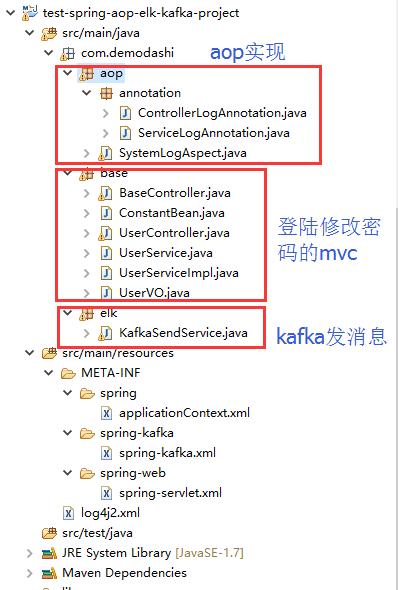 test-spring-aop-elk-kafka-project
src/main/java
com.demodashi
aop实现
aop
annotation
ControllerLogAnnotation.java
ServiceLogAnnotation.java
SystemLogAspect.java
base
BaseController.java
ConstantBean.java
UserController.java
UserService.java
UserServiceImpl.java
UserVO.java
登陆修改密
码的mvc
elk
KafkaSendService.java
kafka发消息
src/main/resources
META-INF
spring
applicationContext.xml
spring-kafka
spring-kafka.xml
spring-web
spring-servlet.xml
log4j2.xml
src/test/java
JRE System Library [JavaSE-1.7]
Maven Dependencies